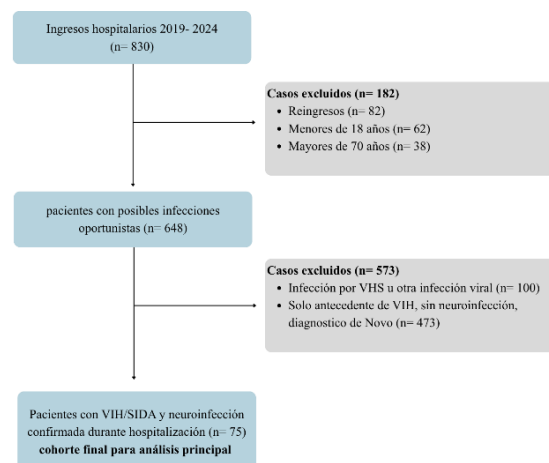 Ingresos hospitalarios 2019- 2024
(n= 830)
Casos excluidos (n= 182)
• Reingresos (n= 82)
• Menores de 18 años (n= 62)
• Mayores de 70 años (n= 38)
pacientes con posibles infecciones
oportunistas (n= 648)
Casos excluidos (n= 573)
• Infección por VHS u otra infección viral (n= 100)
• Solo antecedente de VIH, sin neuroinfección,
diagnostico de Novo (n= 473)
Pacientes con VIH/SIDA y neuroinfección
confirmada durante hospitalización (n= 75)
cohorte final para análisis principal